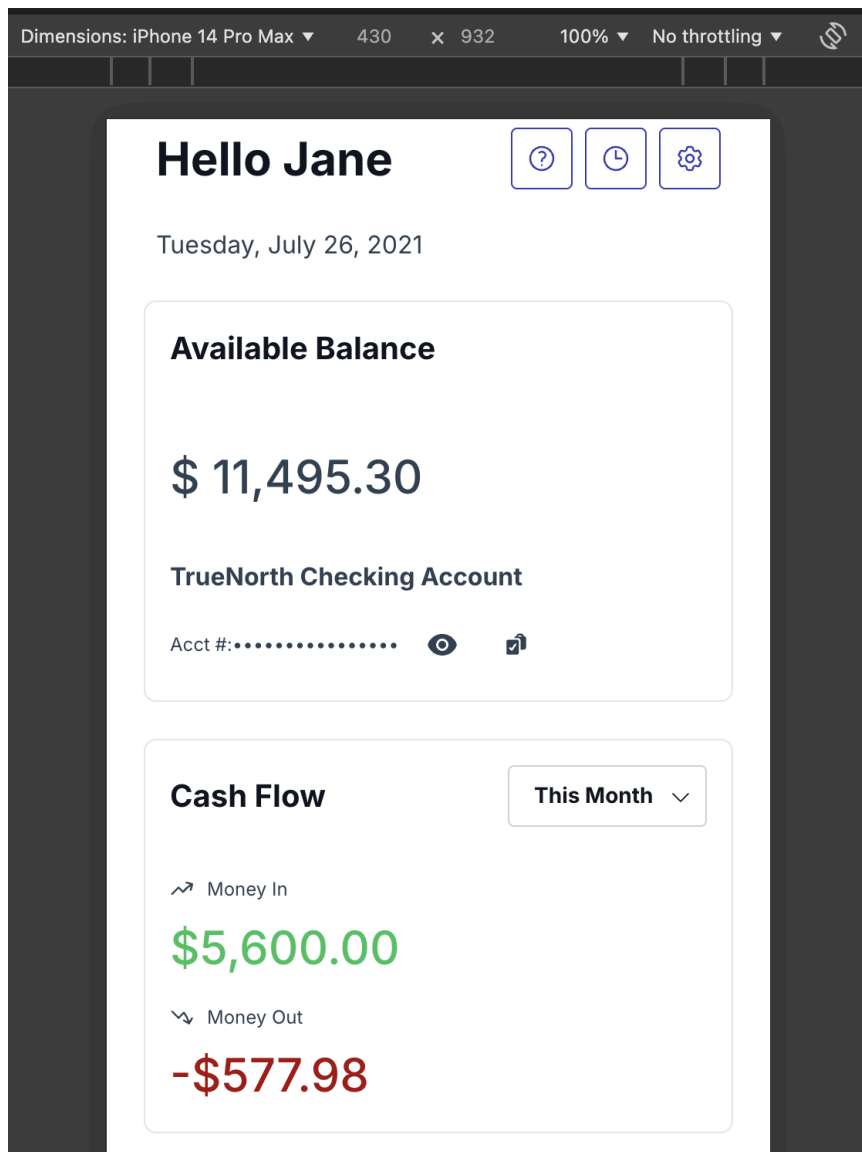 Dimensions: iPhone 14 Pro Max ▼ 430 × 932 100% ▼ No throttling ▼
Hello Jane
Tuesday, July 26, 2021
Available Balance
$ 11,495.30
TrueNorth Checking Account
Acct #:••••••••••••••••
Cash Flow
This Month
Money In
$5,600.00
Money Out
-$577.98